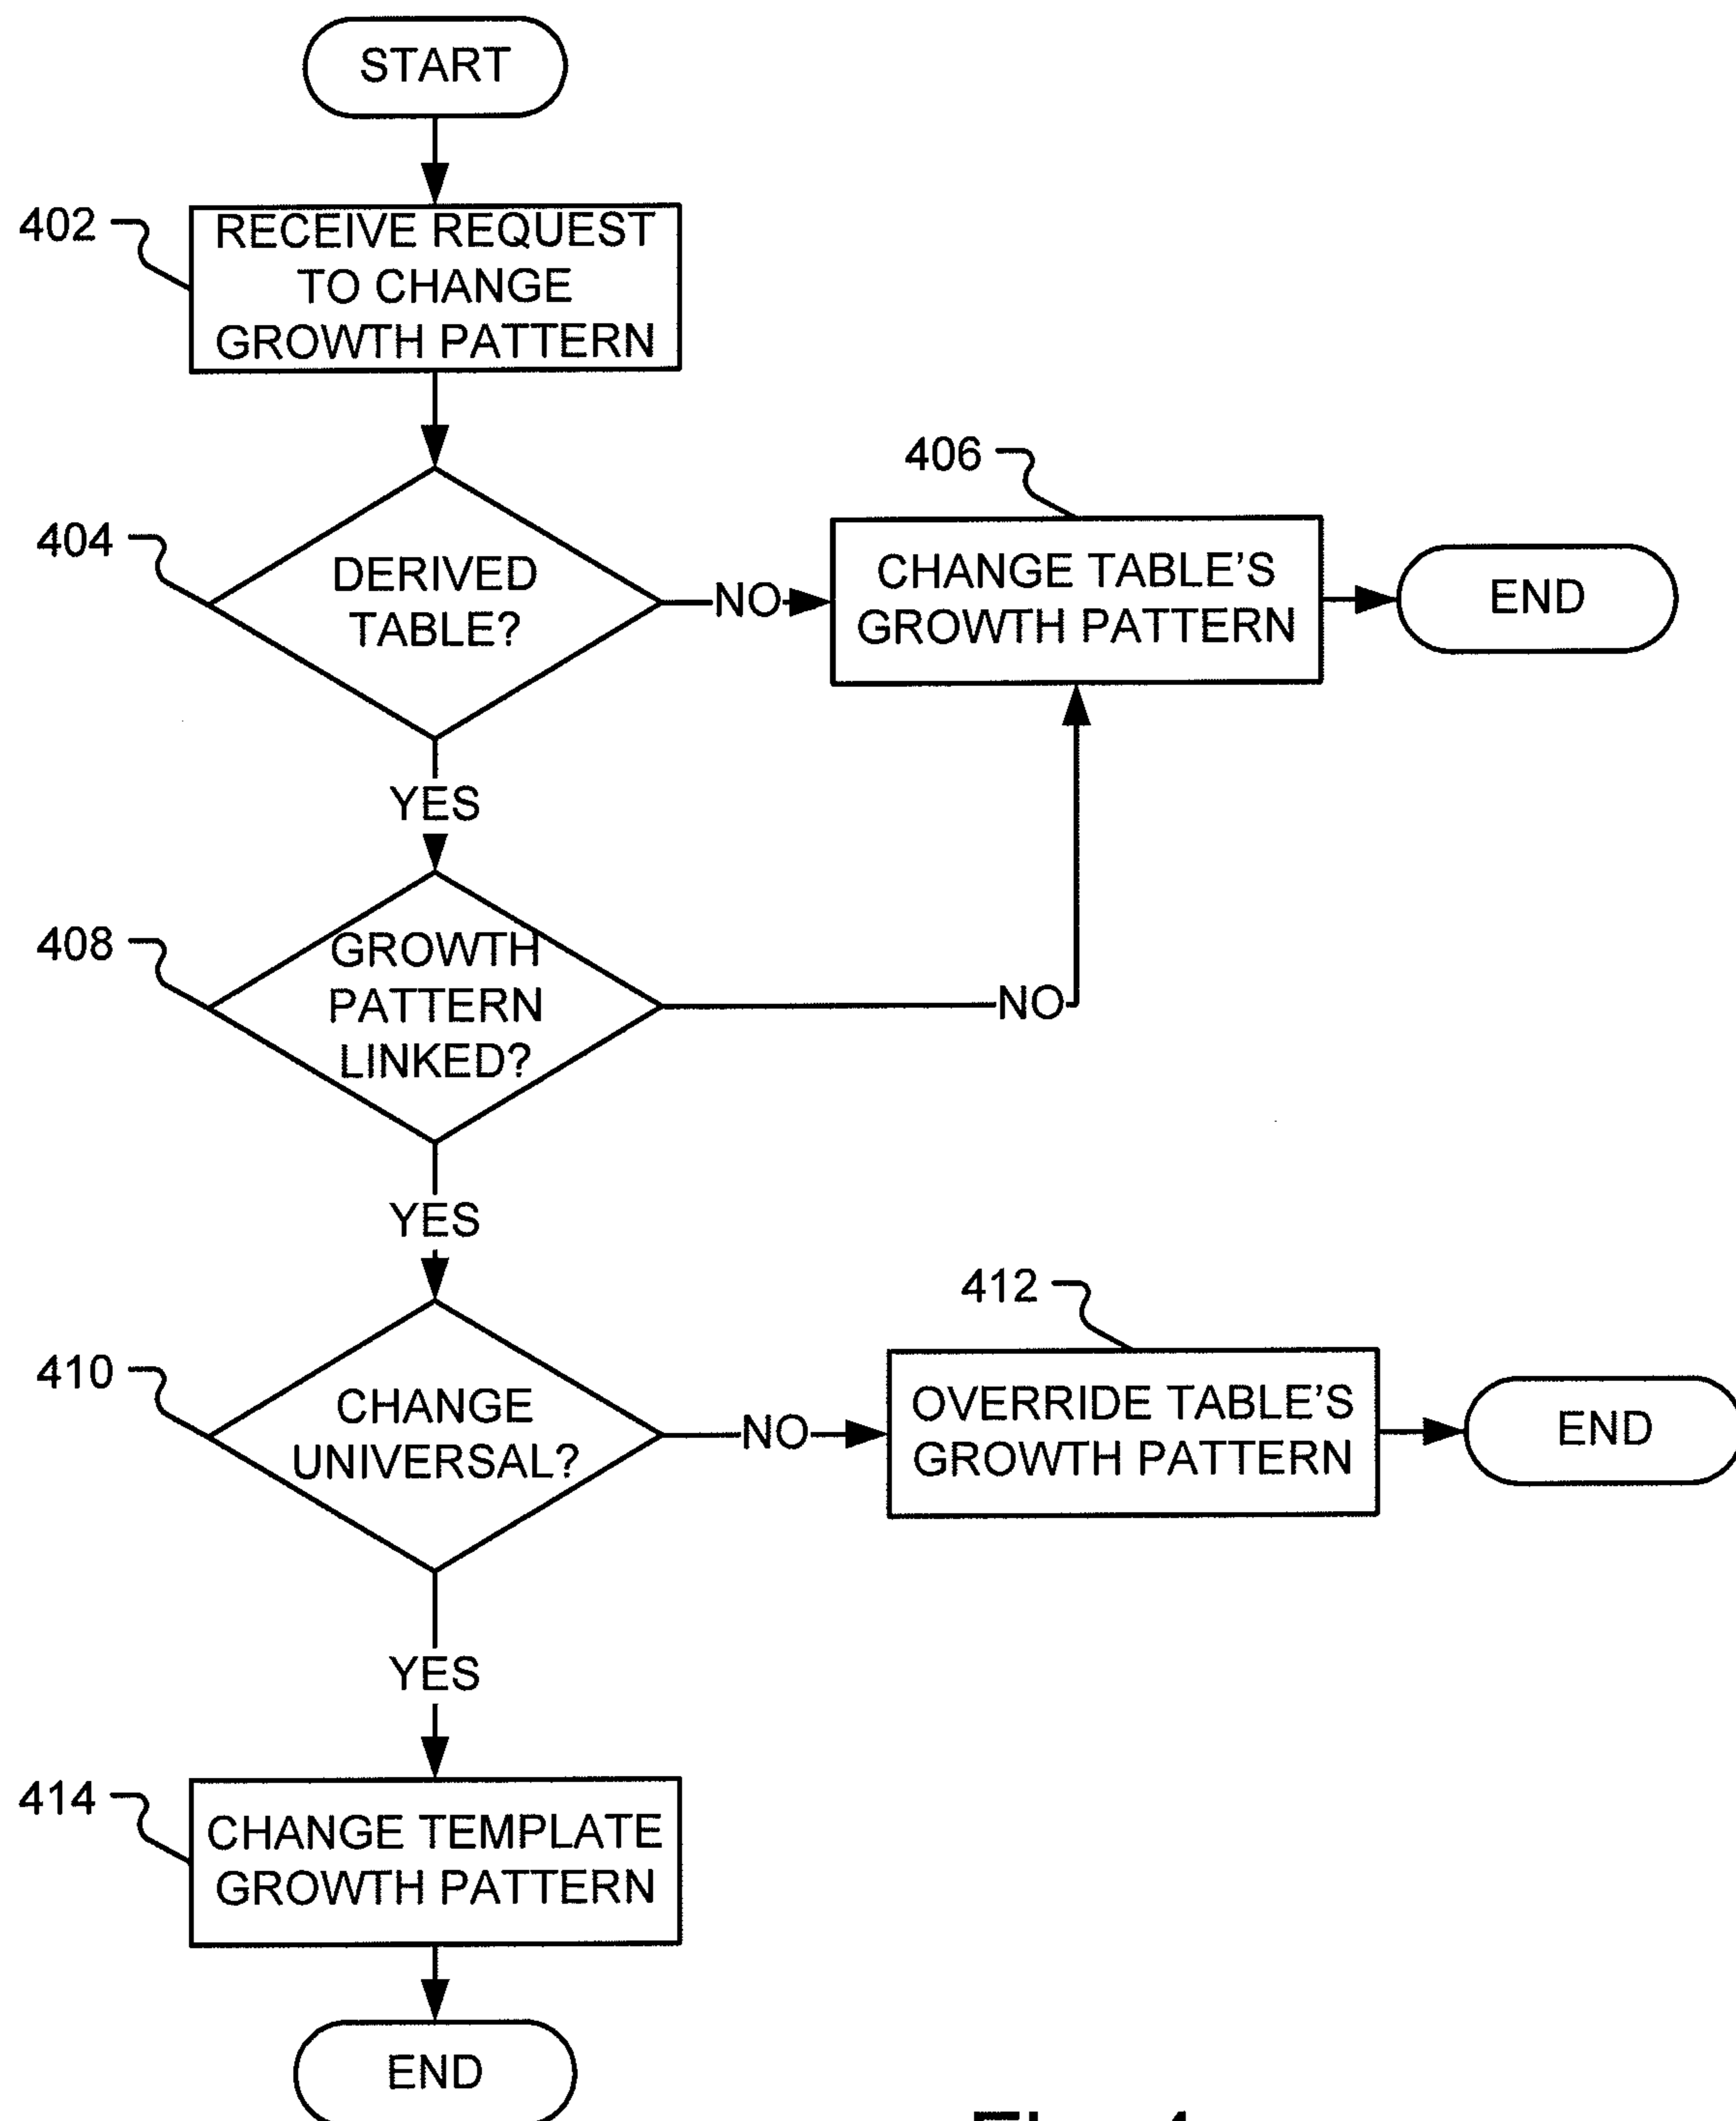 START
402
RECEIVE REQUEST
TO CHANGE
GROWTH PATTERN
404
DERIVED
TABLE?
NO
406
CHANGE TABLE'S
GROWTH PATTERN
END
YES
408
GROWTH
PATTERN
LINKED?
NO
YES
410
CHANGE
UNIVERSAL?
NO
412
OVERRIDE TABLE'S
GROWTH PATTERN
END
YES
414
CHANGE TEMPLATE
GROWTH PATTERN
END